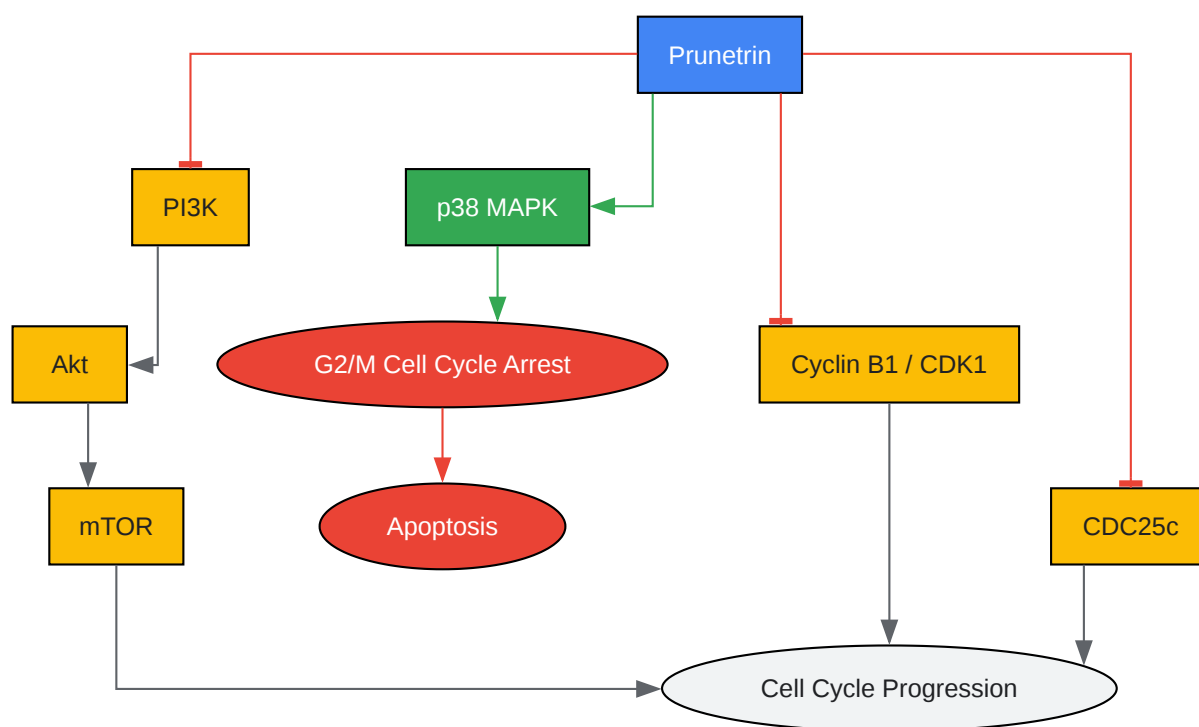 Prunetrin
PI3K
p38 MAPK
Akt
G2/M Cell Cycle Arrest
Cyclin B1 / CDK1
mTOR
Apoptosis
CDC25c
Cell Cycle Progression